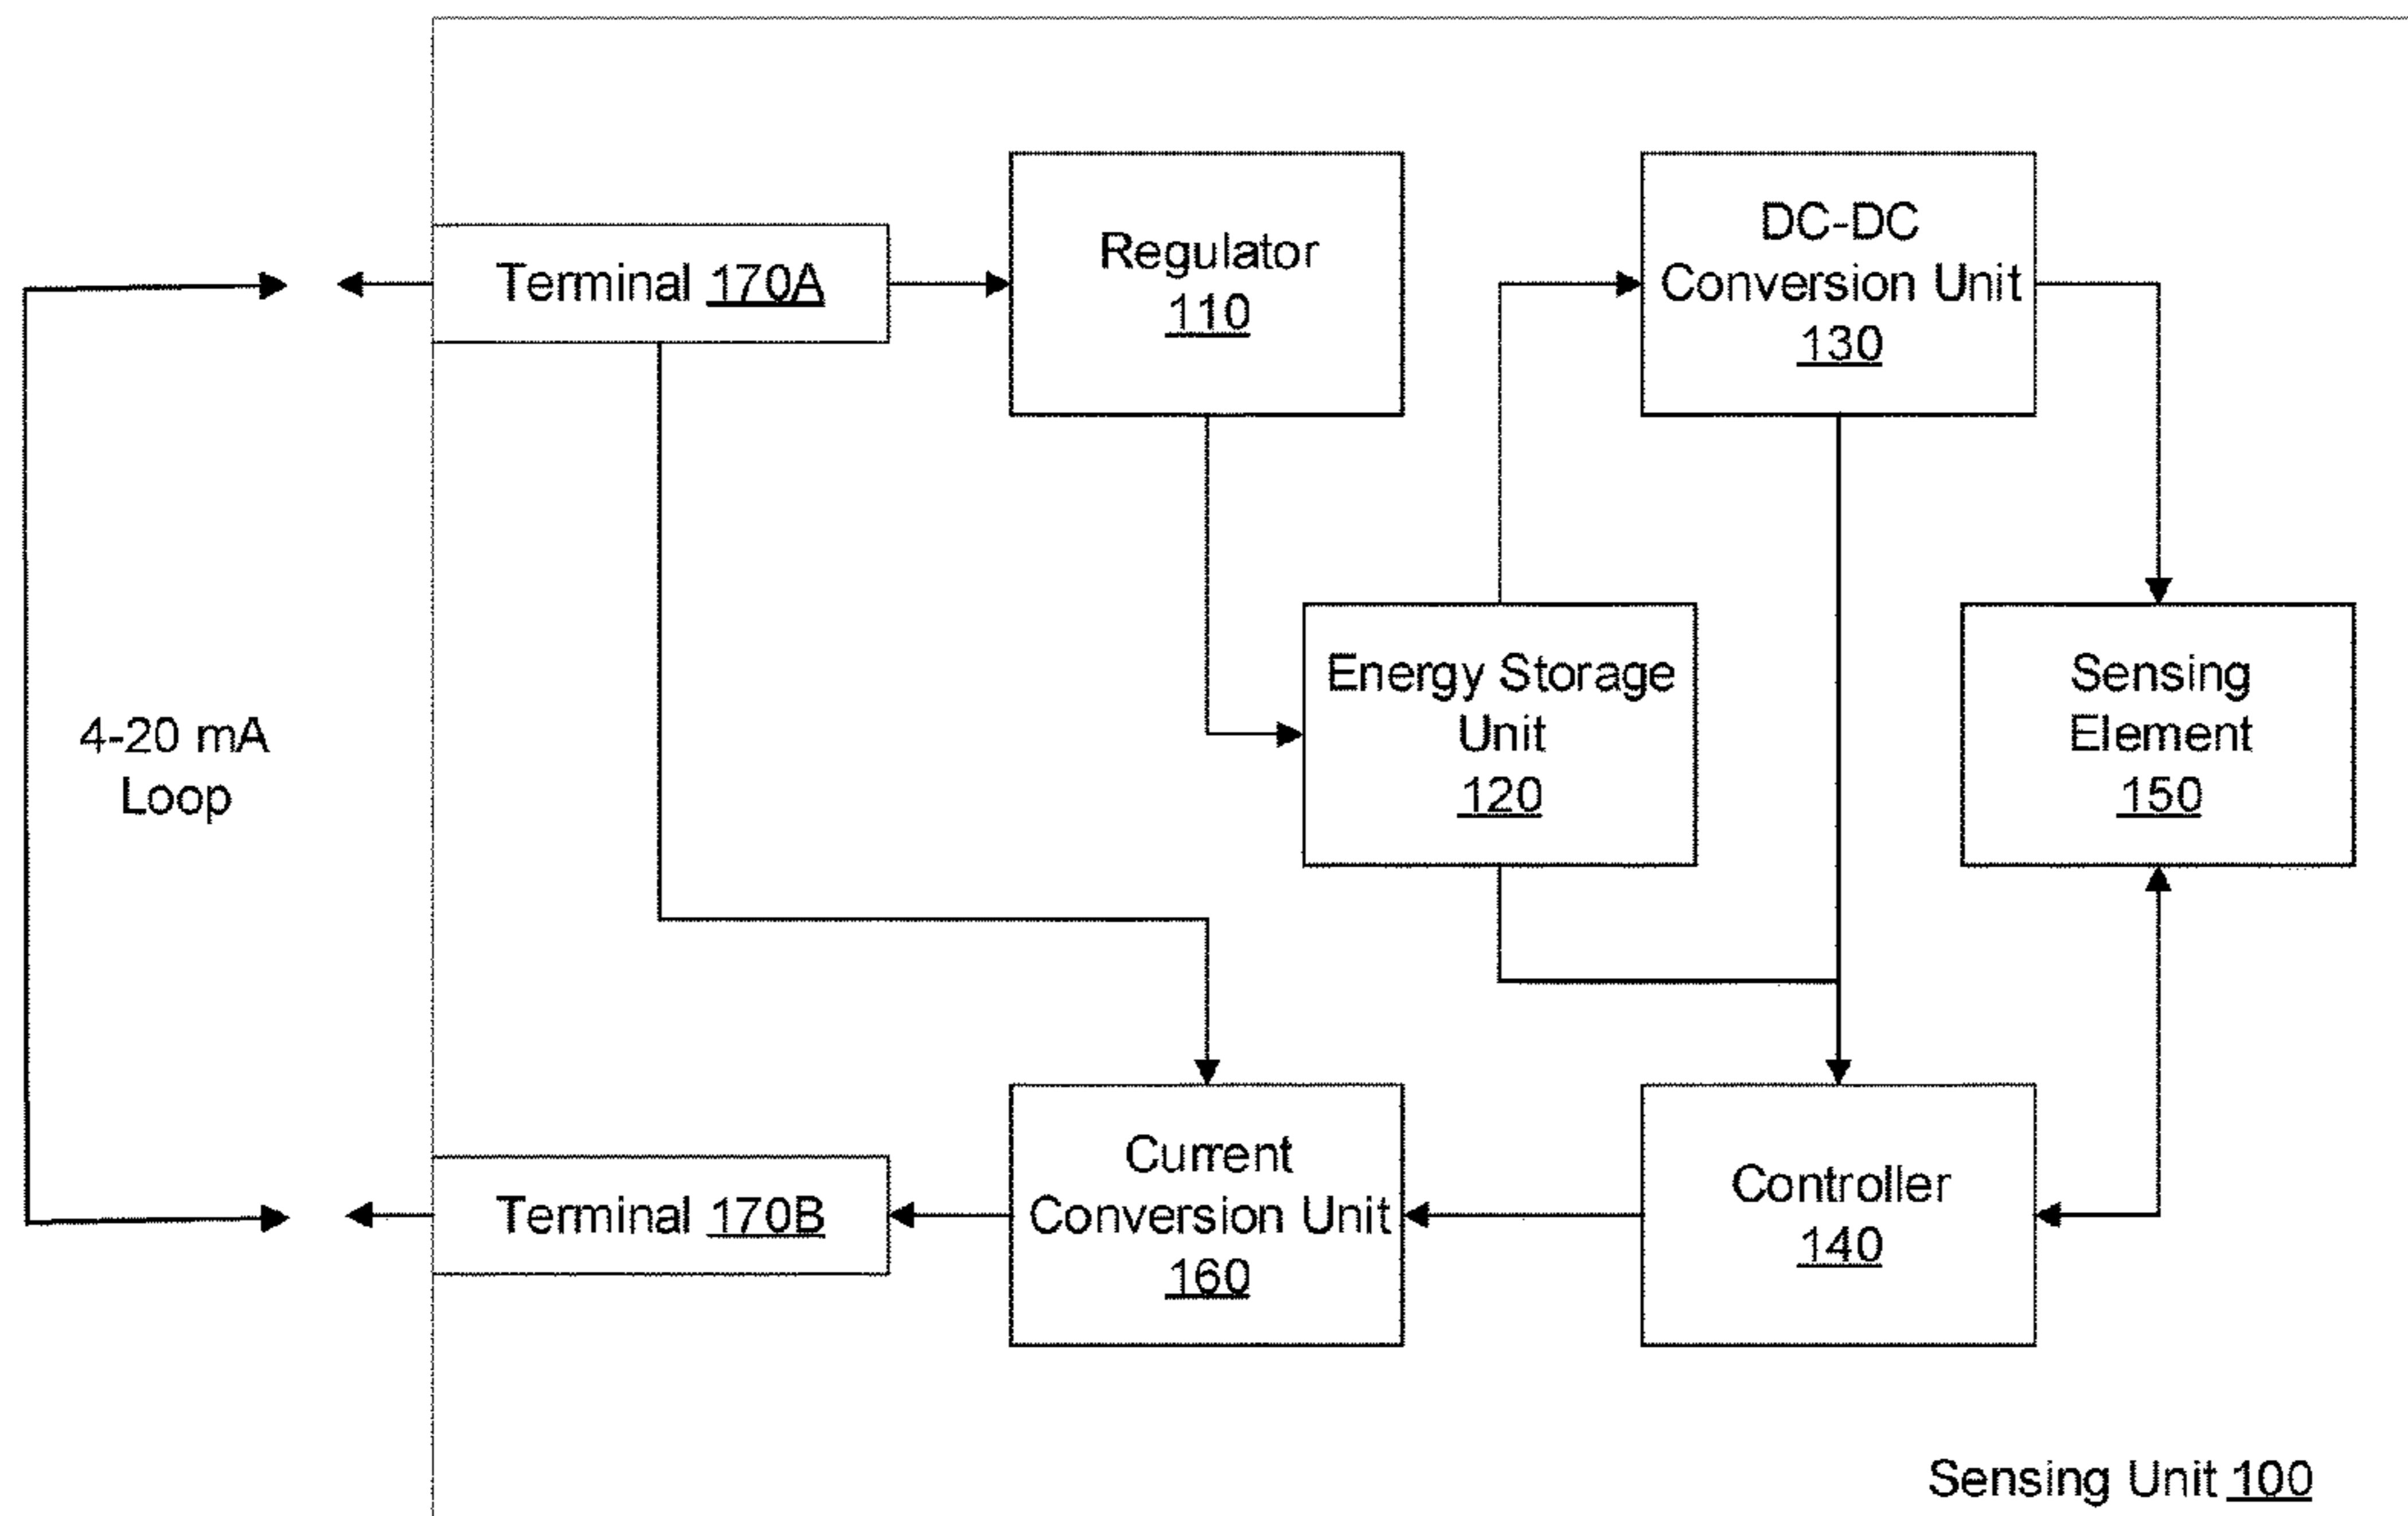 DC-DC
Conversion Unit
130
Regulator
110
Terminal 170A
Energy Storage
Unit
120
Sensing
Element
150
4-20 mA
Loop
Current
Conversion Unit
160
Controller
140
Terminal 170B
Sensing Unit 100